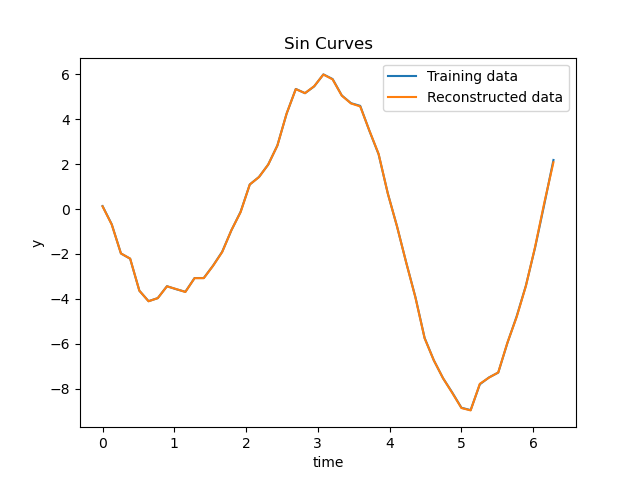 Sin Curves
Training data
Reconstructed data
6
4
2
0
−2
−4
−6
−8
y
0 1 2 3 4 5 6
time